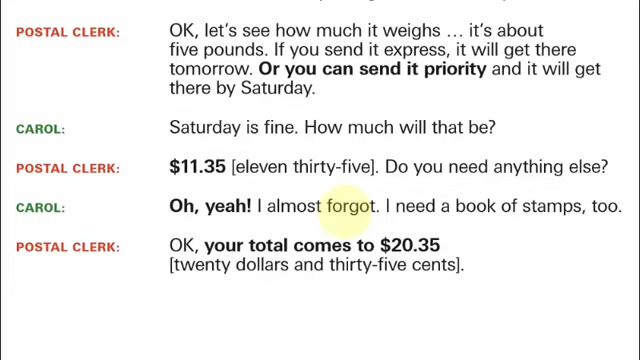 POSTAL CLERK: OK, let's see how much it weighs … it's about
five pounds. If you send it express, it will get there
tomorrow. Or you can send it priority and it will get
there by Saturday.
CAROL: Saturday is fine. How much will that be?
POSTAL CLERK: $11.35 [eleven thirty-five]. Do you need anything else?
CAROL: Oh, yeah! I almost forgot. I need a book of stamps, too.
POSTAL CLERK: OK, your total comes to $20.35
[twenty dollars and thirty-five cents].